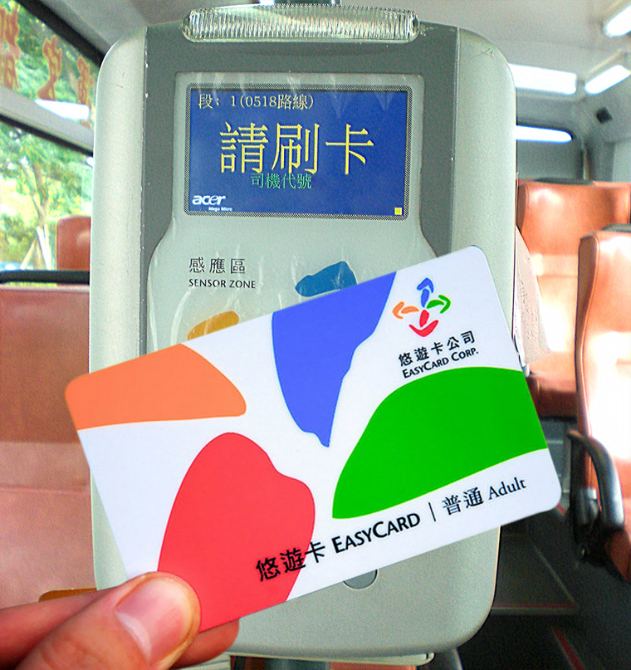 段: 1(0518路線)
請刷卡
司機代號
acer
感應區
SENSOR ZONE
悠遊卡公司
EASYCARD CORP.
悠遊卡 EASYCARD | 普通 Adult